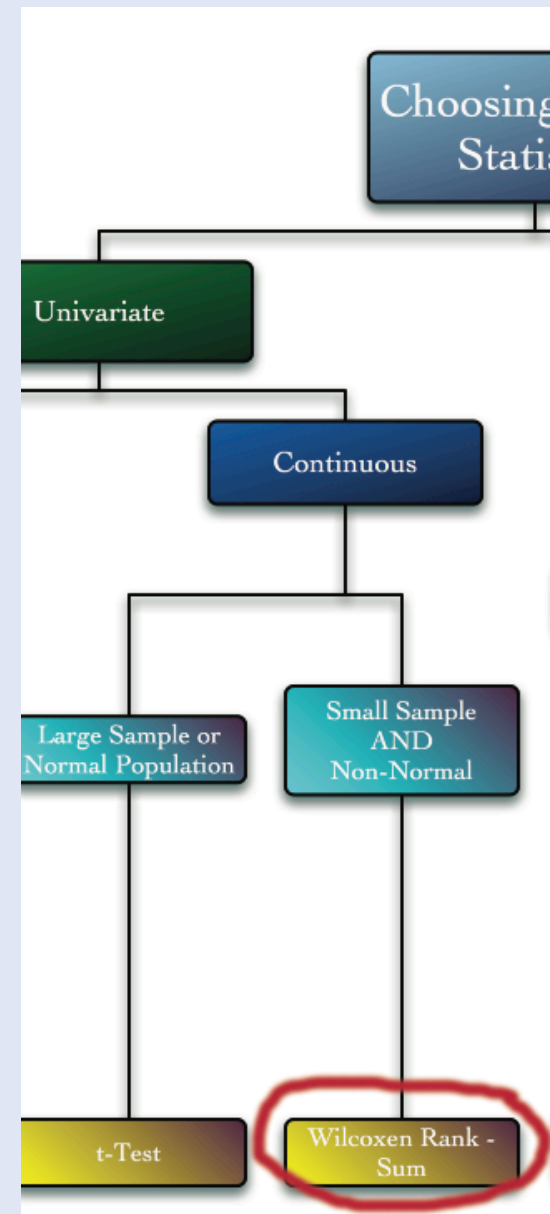 Choosing
Statis
Univariate
Continuous
Large Sample or
Normal Population
Small Sample
AND
Non-Normal
t-Test
Wilcoxen Rank -
Sum